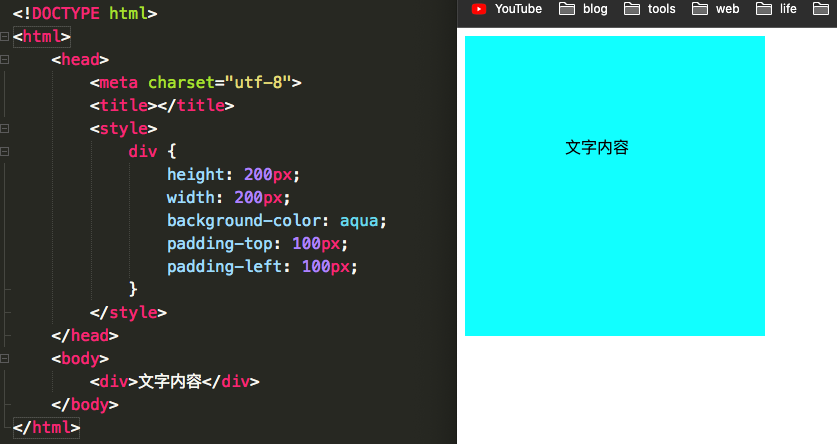 <!DOCTYPE html>
<html>
<head>
<meta charset="utf-8">
<title></title>
<style>
div {
height: 200px;
width: 200px;
background-color: aqua;
padding-top: 100px;
padding-left: 100px;
}
</style>
</head>
<body>
<div>文字内容</div>
</body>
</html>
YouTube blog tools web life
文字内容